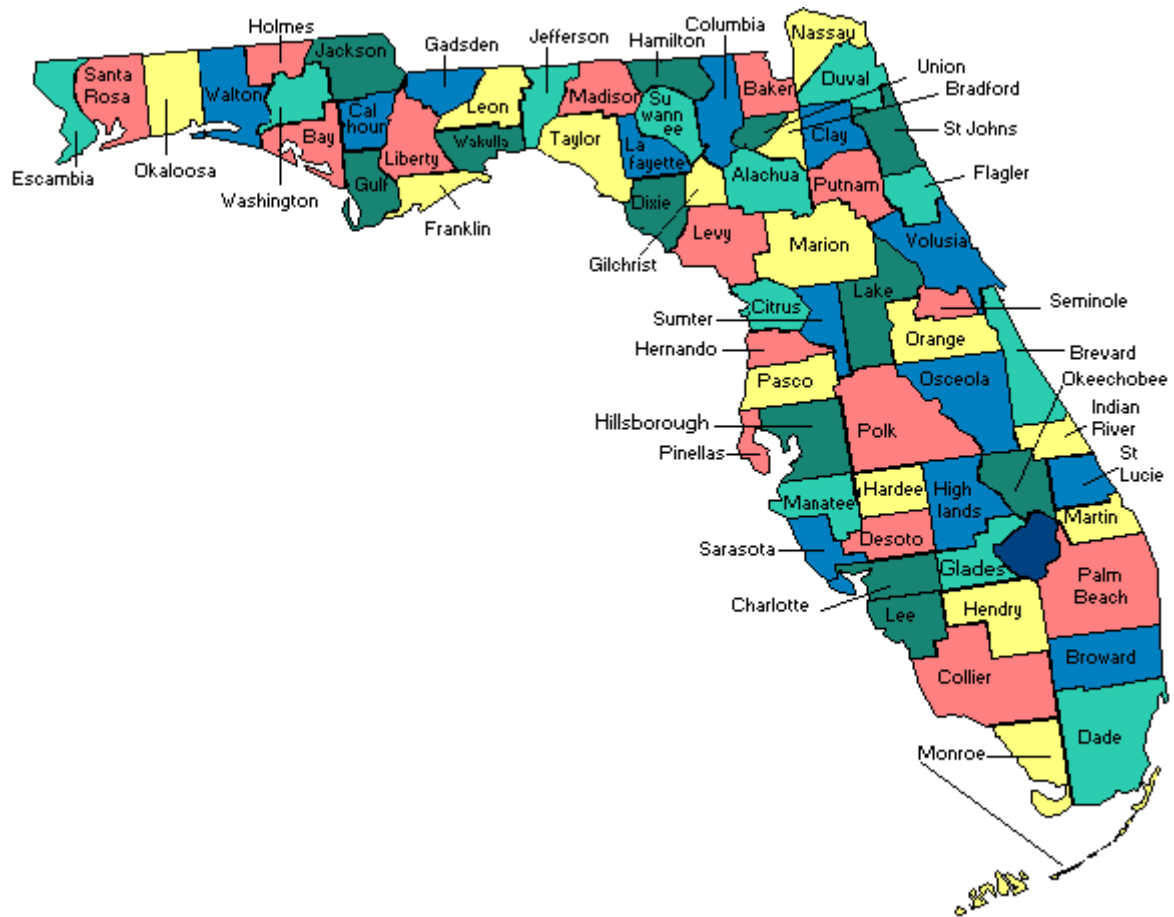 Holmes
Columbia
Nassau
Jackson
Gadsden
Jefferson
Hamilton
Union
Bradford
Santa
Rosa
Walton
Leon
Madison
Su
wann
ee
Baker
Duval
Cal
houn
Clay
St Johns
Escambia
Okaloosa
Bay
Liberty
Wakulla
Taylor
La
fayette
Alachua
Putnam
Flagler
Washington
Gulf
Franklin
Dixie
Gilchrist
Levy
Marion
Volusia
Citrus
Lake
Seminole
Sumter
Orange
Hernando
Brevard
Pasco
Osceola
Okeechobee
Hillsborough
Polk
Indian
River
Pinellas
St
Lucie
Manatee
Hardee
High
lands
Martin
Sarasota
Desoto
Glades
Palm
Beach
Charlotte
Lee
Hendry
Collier
Broward
Monroe
Dade